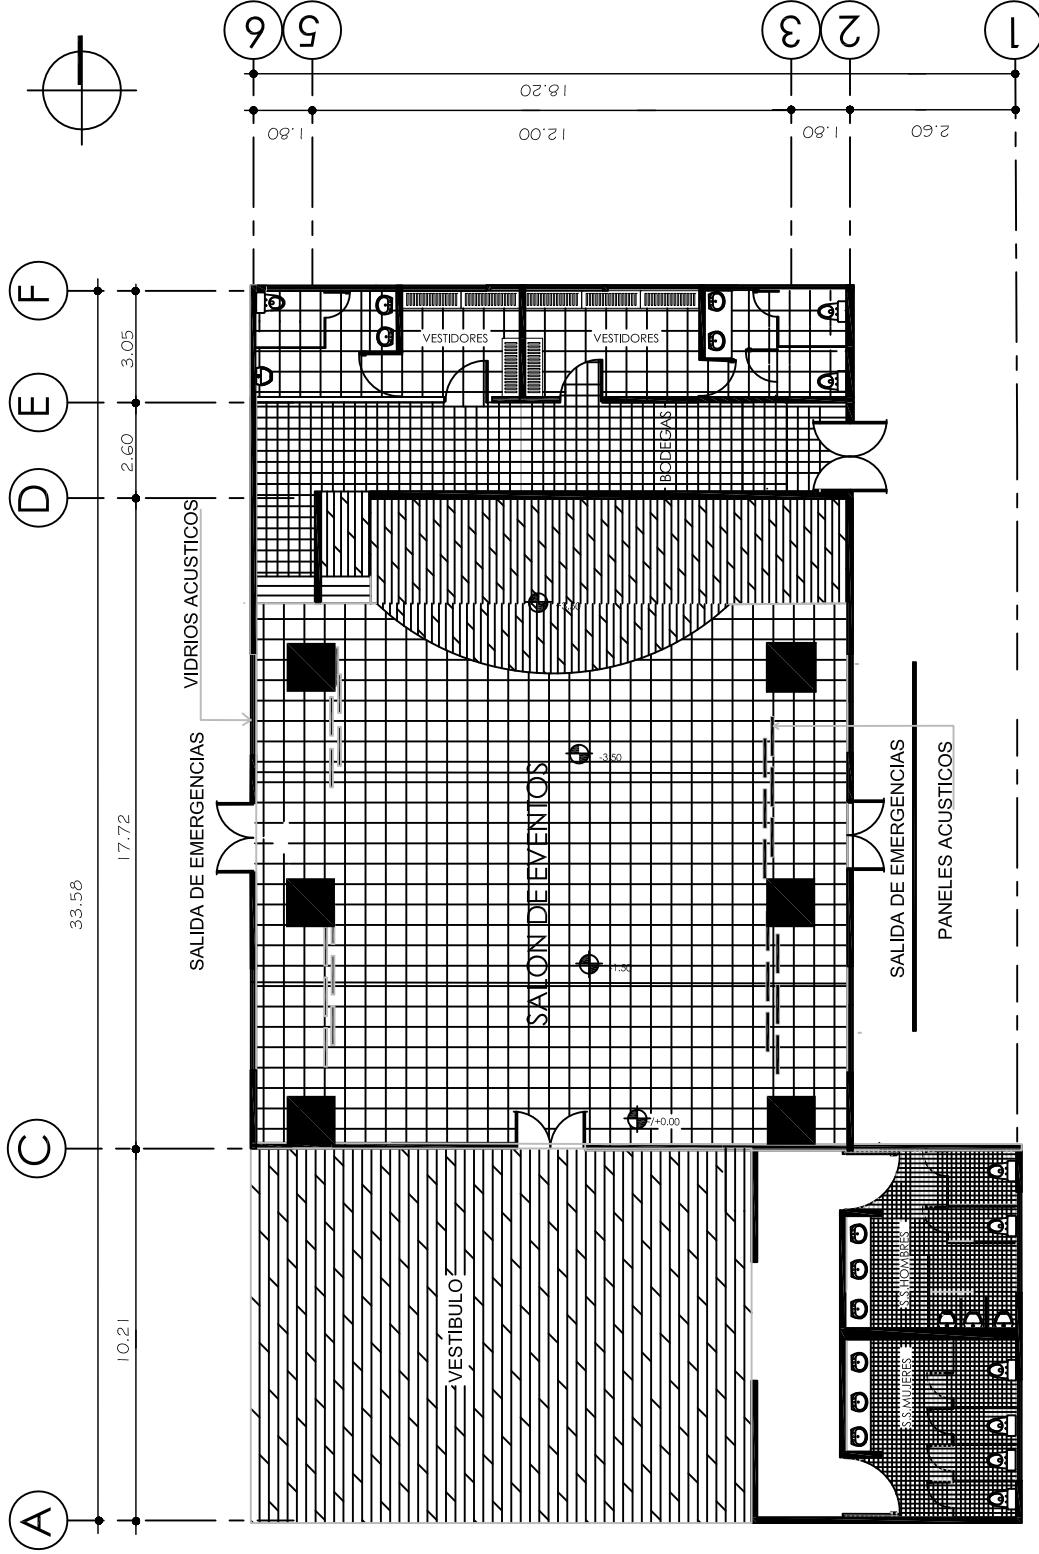 6
5
3
2
1
18.20
1.80
12.00
1.80
2.60
F
E
D
C
A
3.05
2.60
17.72
10.21
33.58
VIDRIOS ACUSTICOS
SALIDA DE EMERGENCIAS
VESTIDORES
VESTIDORES
BODEGAS
-3.50
SALON DE EVENTOS
-1.50
+/+0.00
SALIDA DE EMERGENCIAS
PANELES ACUSTICOS
VESTIBULO
S.S.HOMBRES
S.S.MUJERES